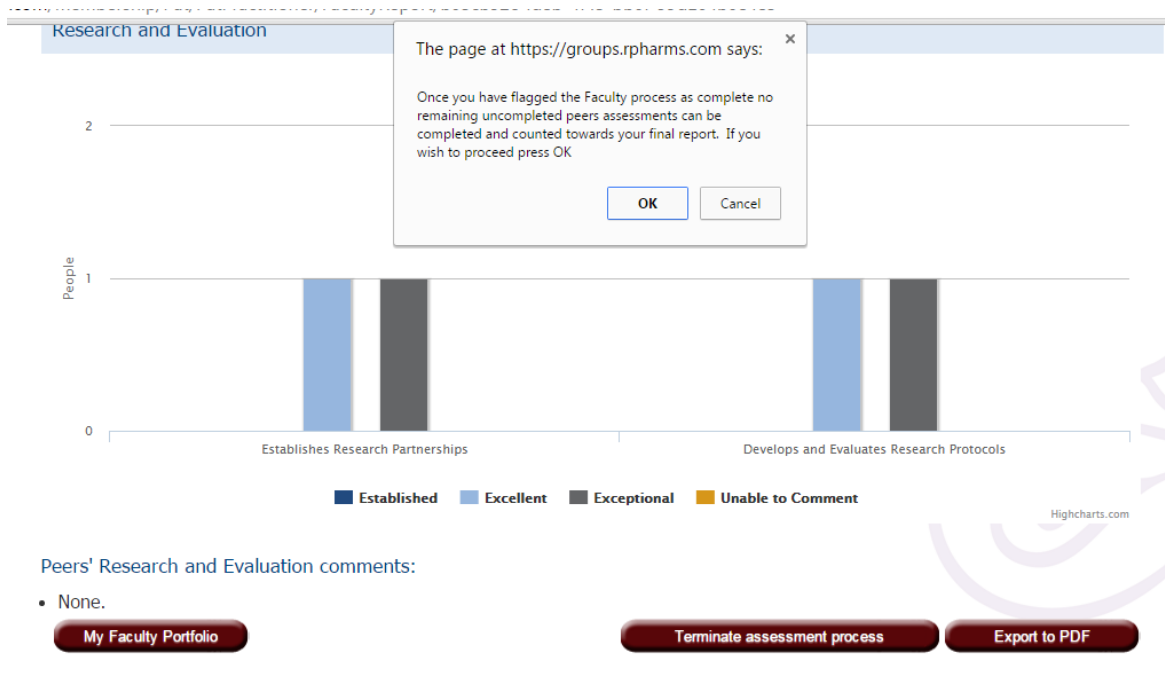 Research and Evaluation
The page at https://groups.rpharms.com says:
×
Once you have flagged the Faculty process as complete no
remaining uncompleted peers assessments can be
completed and counted towards your final report. If you
wish to proceed press OK
OK Cancel
2
1
0
People
Establishes Research Partnerships Develops and Evaluates Research Protocols
Established Excellent Exceptional Unable to Comment
Highcharts.com
Peers' Research and Evaluation comments:
• None.
My Faculty Portfolio Terminate assessment process Export to PDF